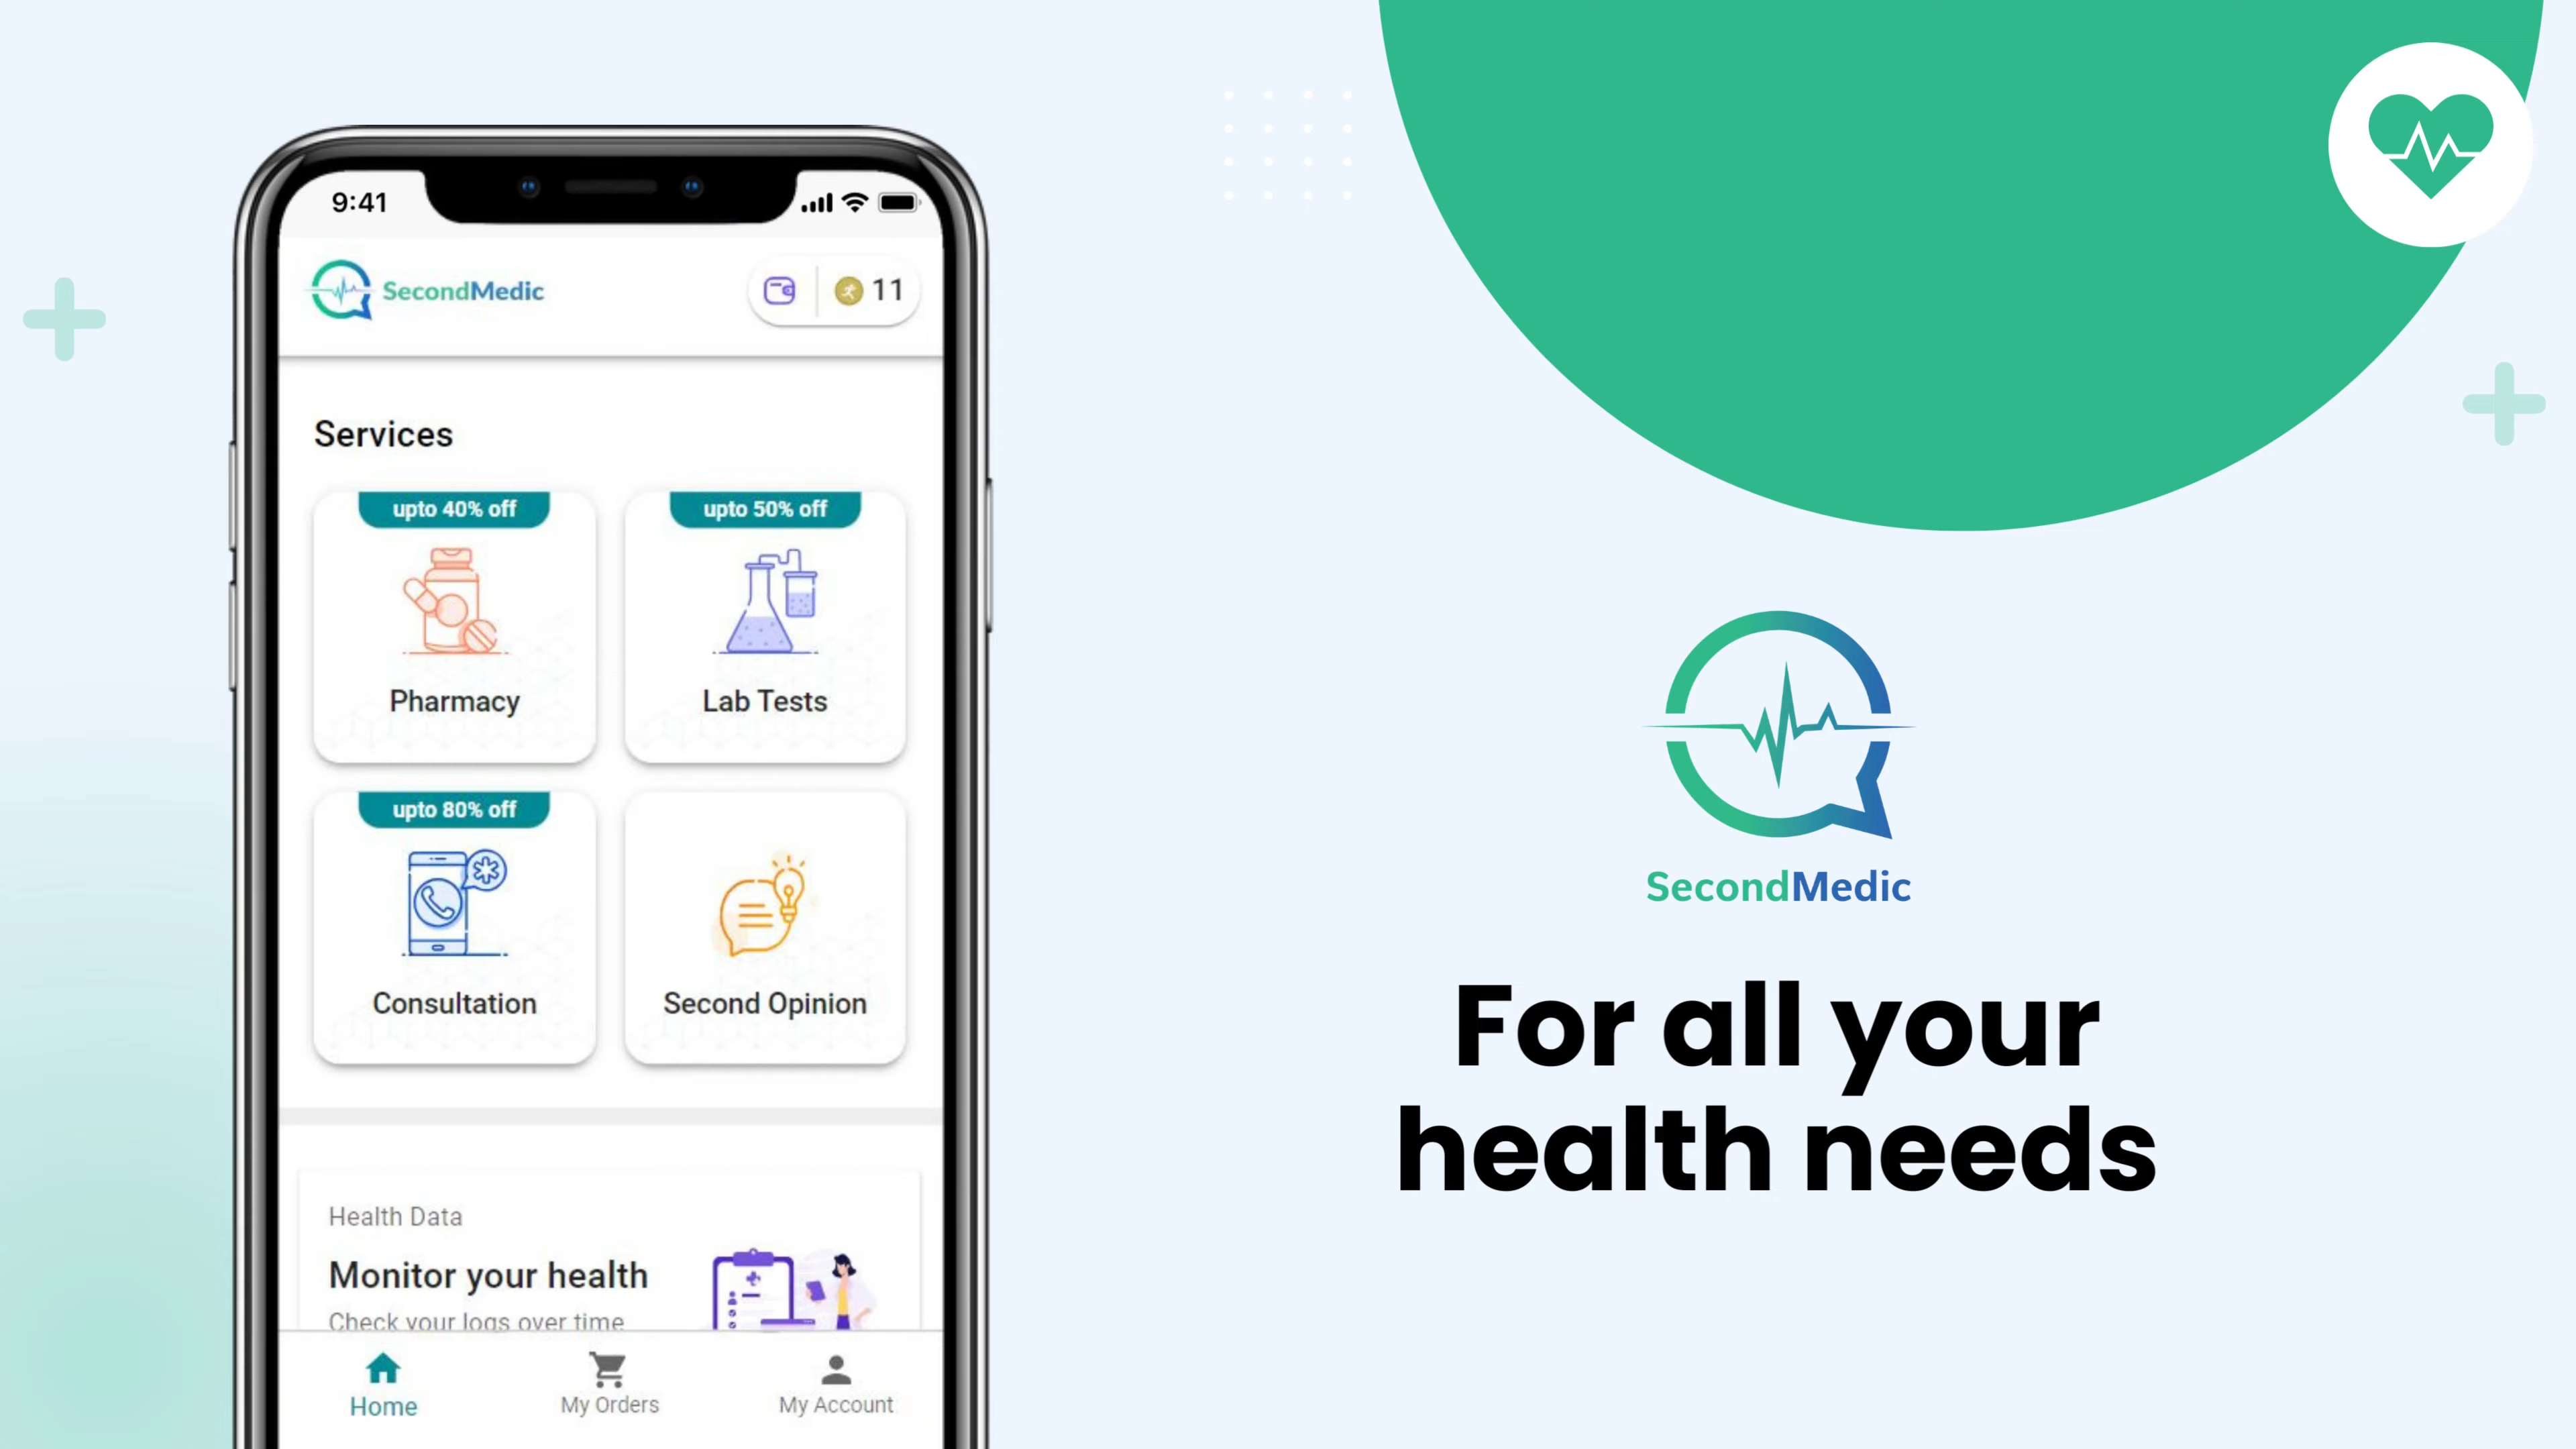 9:41
SecondMedic
11
Services
upto 40% off
upto 50% off
Pharmacy
Lab Tests
upto 80% off
Consultation
Second Opinion
Health Data
Monitor your health
Check your logs over time
Home
My Orders
My Account
SecondMedic
For all your
health needs